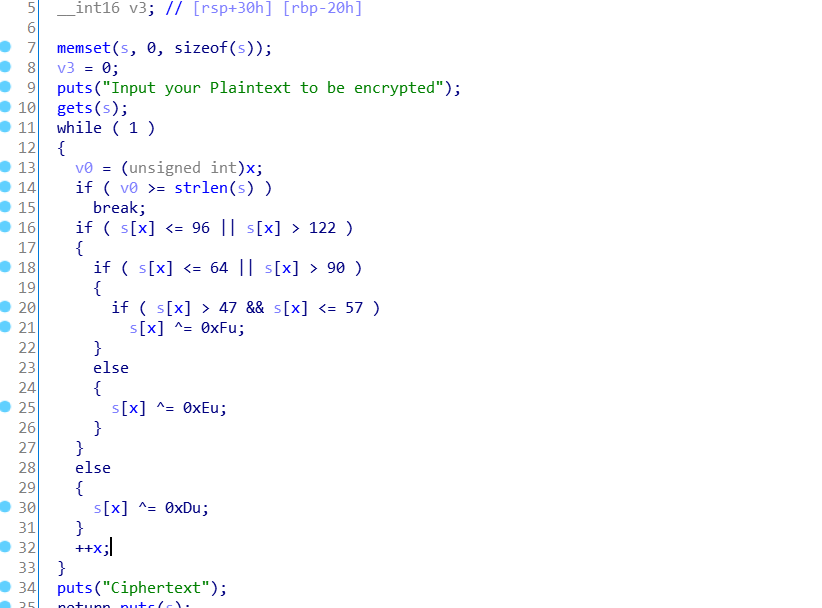 5 __int16 v3; // [rsp+30h] [rbp-20h]
6
7 memset(s, 0, sizeof(s));
8 v3 = 0;
9 puts("Input your Plaintext to be encrypted");
10 gets(s);
11 while ( 1 )
12 {
13 v0 = (unsigned int)x;
14 if ( v0 >= strlen(s) )
15 break;
16 if ( s[x] <= 96 || s[x] > 122 )
17 {
18 if ( s[x] <= 64 || s[x] > 90 )
19 {
20 if ( s[x] > 47 && s[x] <= 57 )
21 s[x] ^= 0xFu;
22 }
23 else
24 {
25 s[x] ^= 0xEu;
26 }
27 }
28 else
29 {
30 s[x] ^= 0xDu;
31 }
32 ++x;
33 }
34 puts("Ciphertext");
35 return puts(s);